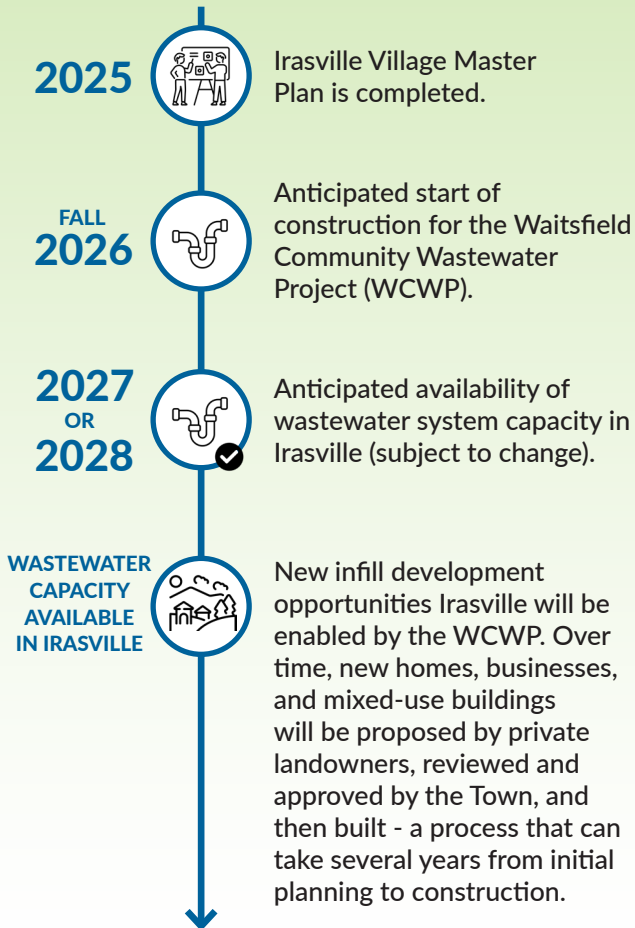 2025
Irasville Village Master
Plan is completed.
FALL
2026
Anticipated start of
construction for the Waitsfield
Community Wastewater
Project (WCWP).
2027
OR
2028
Anticipated availability of
wastewater system capacity in
Irasville (subject to change).
WASTEWATER
CAPACITY
AVAILABLE
IN IRASVILLE
New infill development
opportunities Irasville will be
enabled by the WCWP. Over
time, new homes, businesses,
and mixed-use buildings
will be proposed by private
landowners, reviewed and
approved by the Town, and
then built - a process that can
take several years from initial
planning to construction.